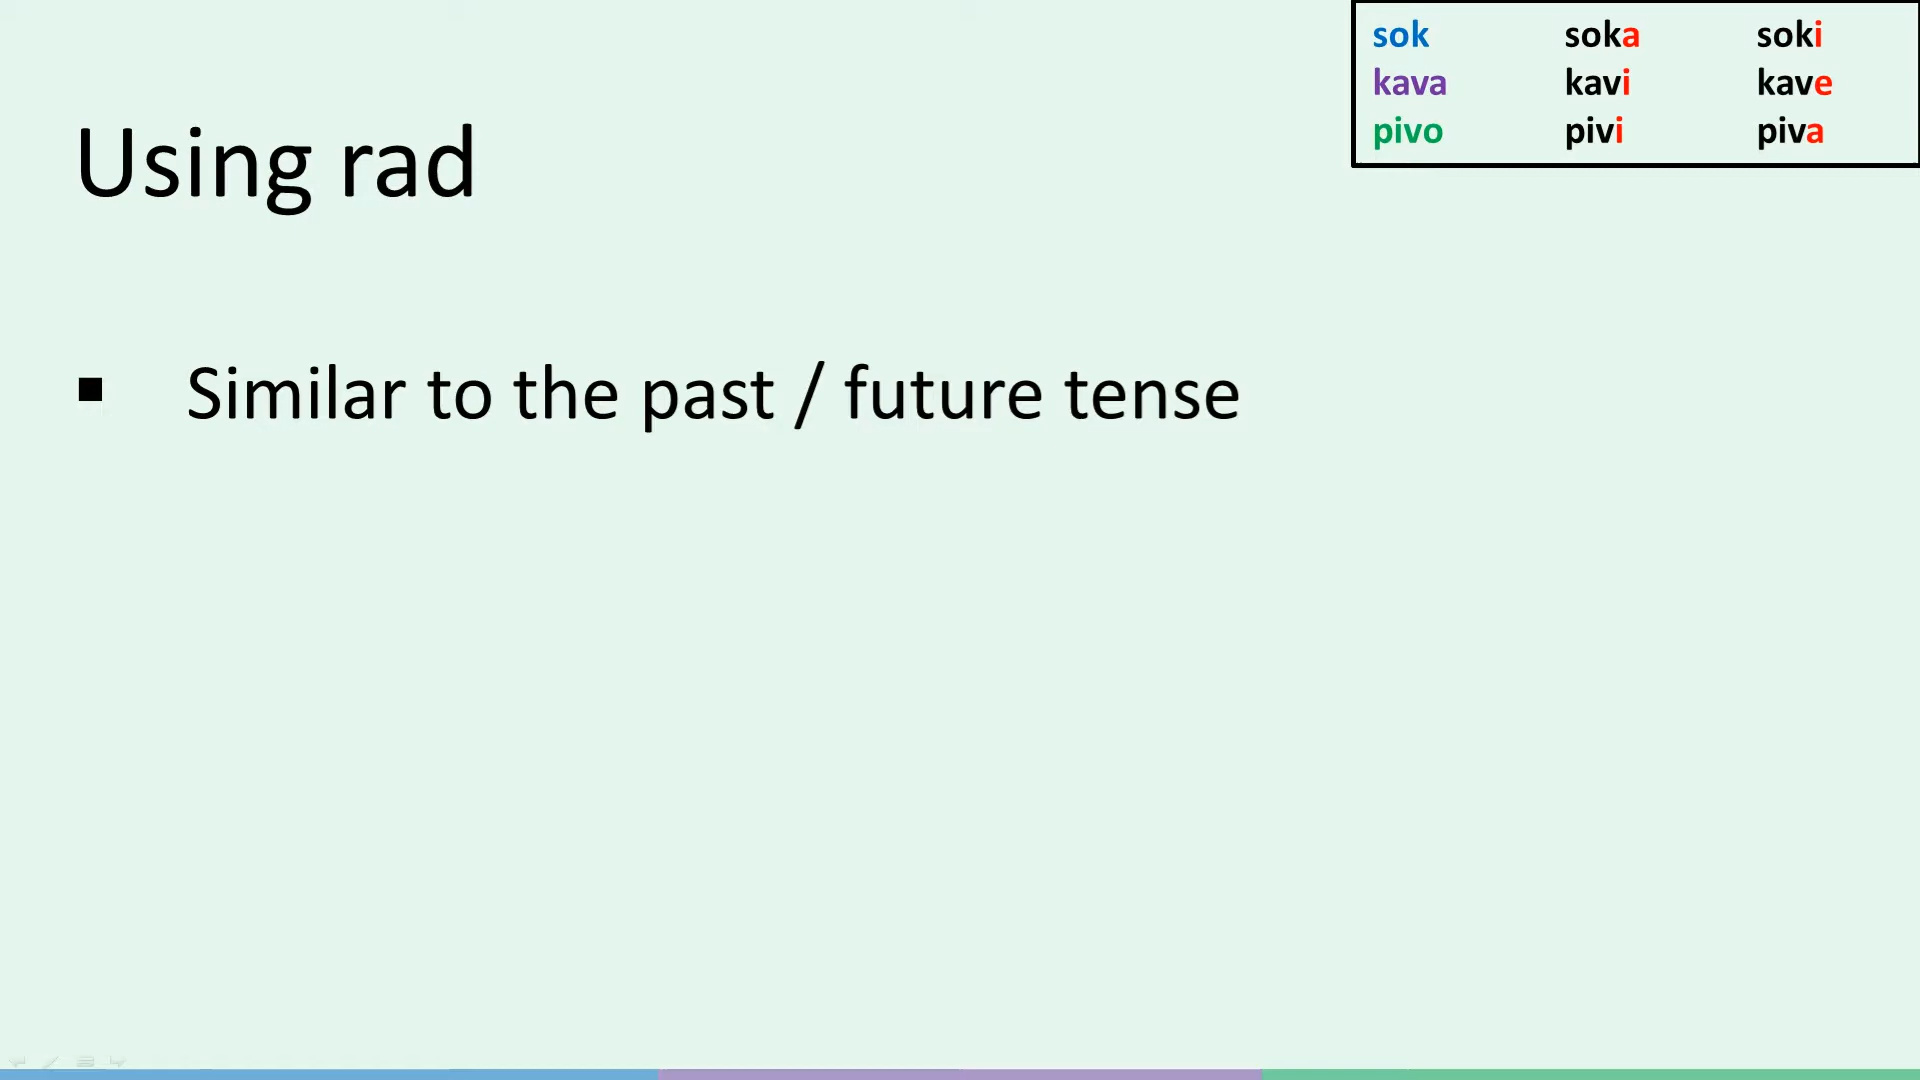 sok soka soki
kava kavi kave
pivo pivi piva
Using rad
▪ Similar to the past / future tense